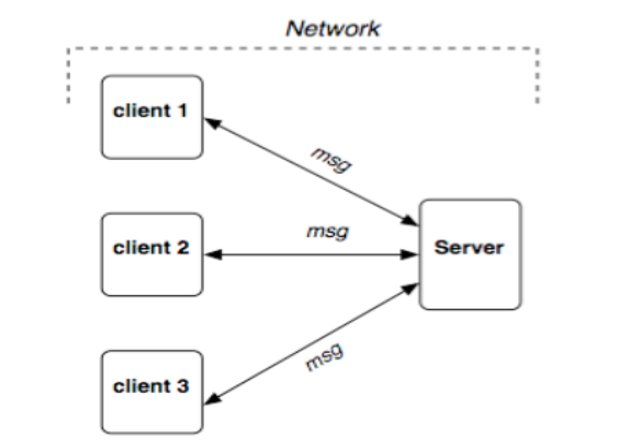 Network
client 1
msg
client 2
msg
Server
client 3
msg